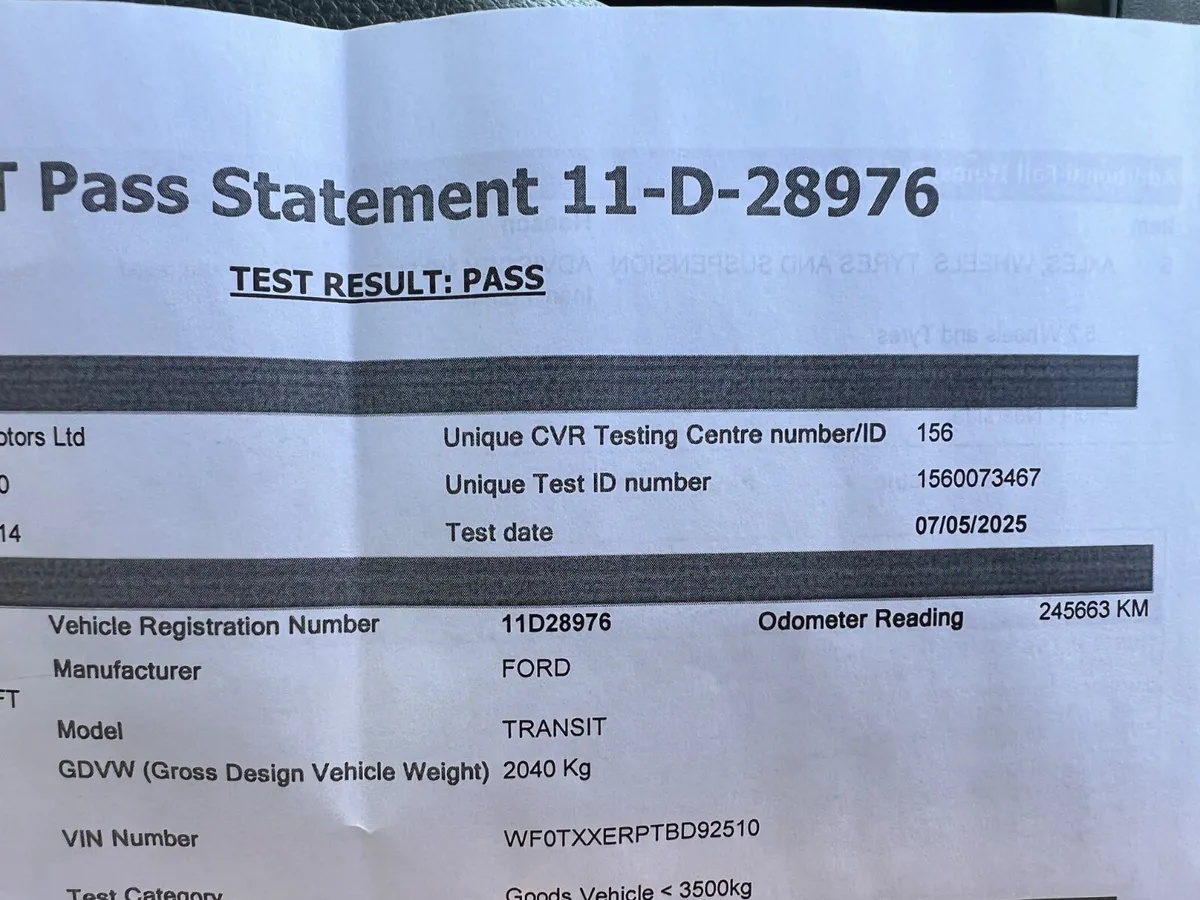 T Pass Statement 11-D-28976
TEST RESULT: PASS
otors Ltd Unique CVR Testing Centre number/ID 156
0 Unique Test ID number 1560073467
14 Test date 07/05/2025
Vehicle Registration Number 11D28976 Odometer Reading 245663 KM
Manufacturer FORD
FT
Model TRANSIT
GDVW (Gross Design Vehicle Weight) 2040 Kg
VIN Number WF0TXXERPTBD92510
Test Category Goods Vehicle < 3500kg